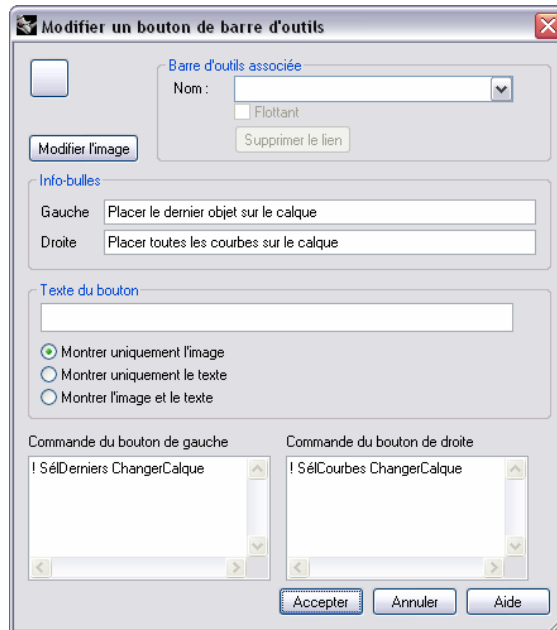 Modifier un bouton de barre d'outils
Barre d'outils associée
Nom :
Flottant
Supprimer le lien
Modifier l'image
Info-bulles
Gauche Placer le dernier objet sur le calque
Droite Placer toutes les courbes sur le calque
Texte du bouton
Montrer uniquement l'image
Montrer uniquement le texte
Montrer l'image et le texte
Commande du bouton de gauche
! SélDerniers ChangerCalque
Commande du bouton de droite
! SélCourbes ChangerCalque
Accepter Annuler Aide